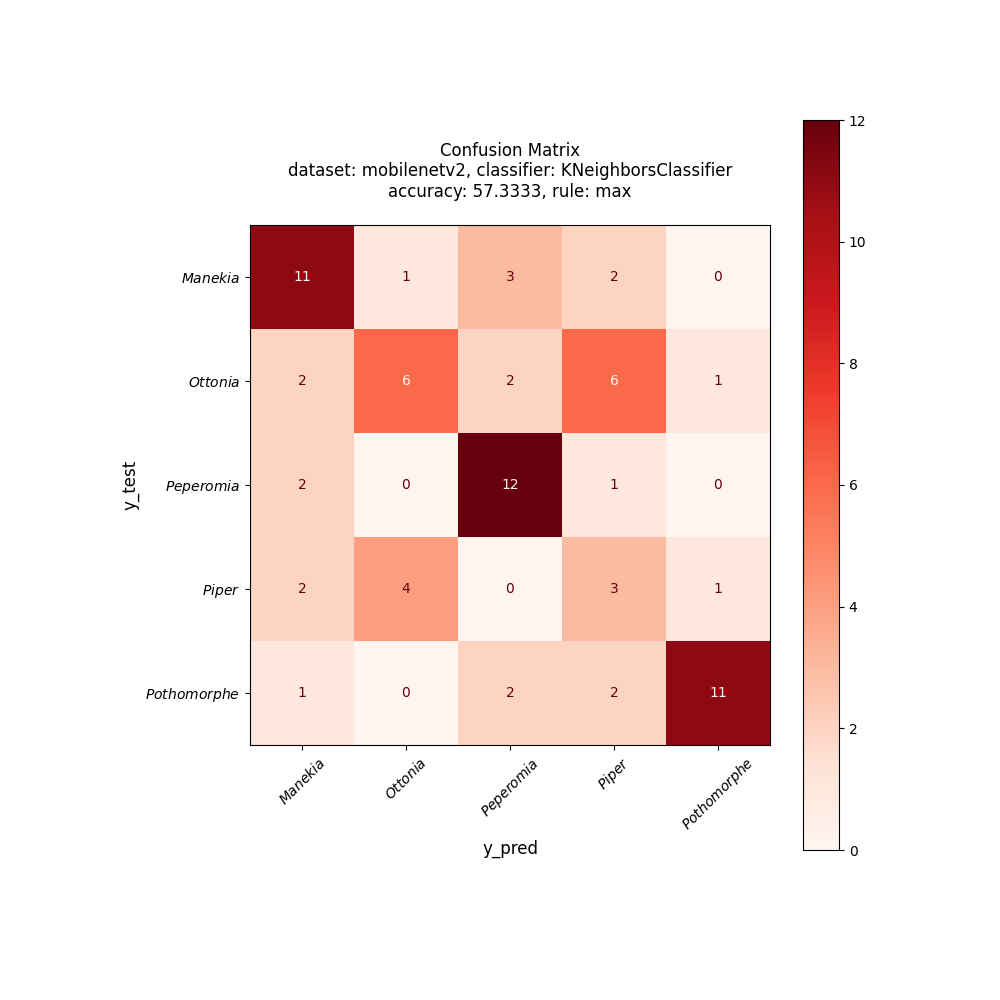 Confusion Matrix
dataset: mobilenetv2, classifier: KNeighborsClassifier
accuracy: 57.3333, rule: max
Manekia 11 1 3 2 0
Ottonia 2 6 2 6 1
Peperomia 2 0 12 1 0
Piper 2 4 0 3 1
Pothomorphe 1 0 2 2 11
Manekia Ottonia Peperomia Piper Pothomorphe
y_pred
y_test
12
10
8
6
4
2
0